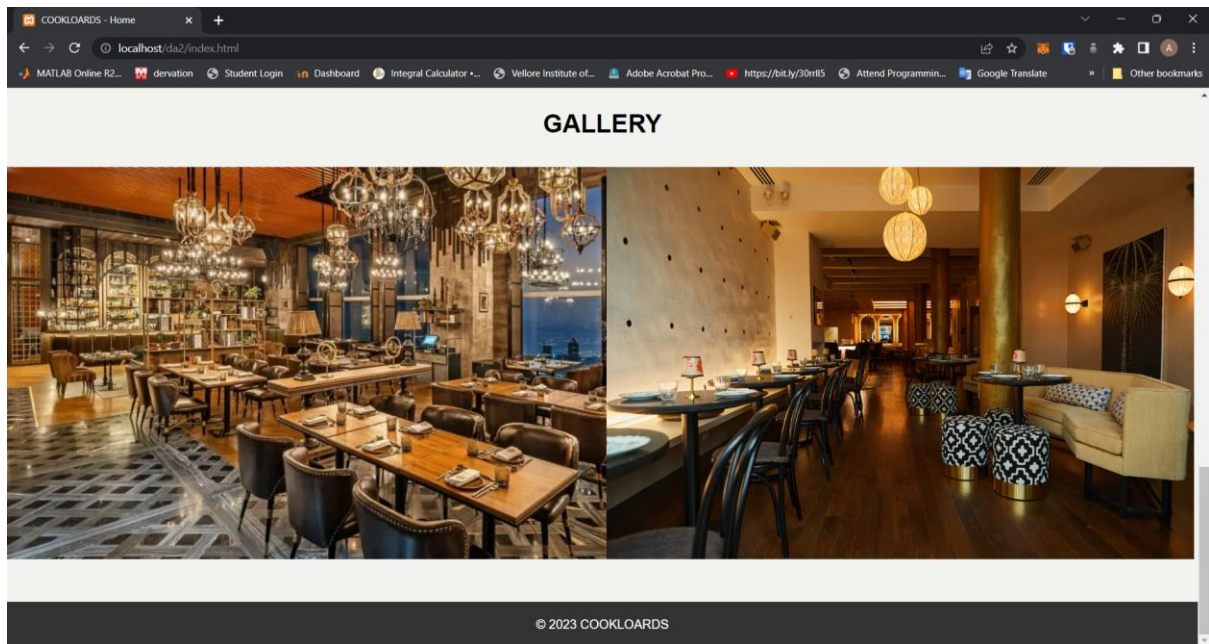 COOKLOARDS - Home
localhost/da2/index.html
MATLAB Online R2... dervation Student Login Dashboard Integral Calculator •... Vellore Institute of... Adobe Acrobat Pro... https://bit.ly/30rrll5 Attend Programmin... Google Translate » Other bookmarks
GALLERY
© 2023 COOKLOARDS